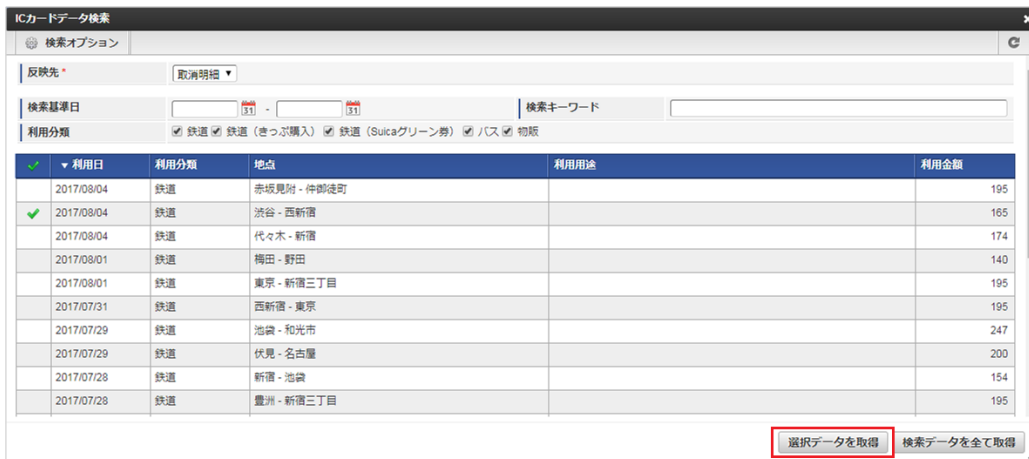 ICカードデータ検索
検索オプション
反映先 * 取消明細 ▼
検索基準日 31 - 31 検索キーワード
利用分類 鉄道 鉄道（きっぷ購入） 鉄道（Suicaグリーン券） バス 物販
▼ 利用日 利用分類 地点 利用用途 利用金額
2017/08/04 鉄道 赤坂見附 - 仲御徒町 195
2017/08/04 鉄道 渋谷 - 西新宿 165
2017/08/04 鉄道 代々木 - 新宿 174
2017/08/01 鉄道 梅田 - 野田 140
2017/08/01 鉄道 東京 - 新宿三丁目 195
2017/07/31 鉄道 西新宿 - 東京 195
2017/07/29 鉄道 池袋 - 和光市 247
2017/07/29 鉄道 伏見 - 名古屋 200
2017/07/28 鉄道 新宿 - 池袋 154
2017/07/28 鉄道 豊洲 - 新宿三丁目 195
選択データを取得 検索データを全て取得